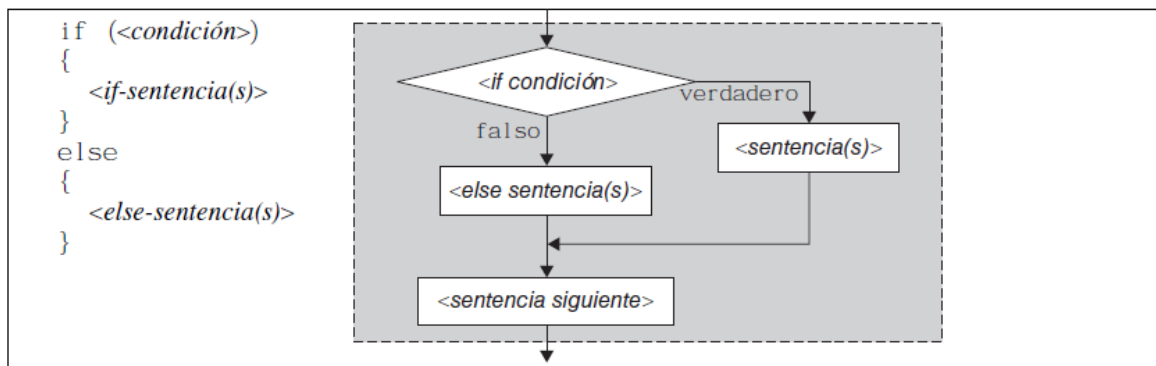 if (<condición>)
{
<if-sentencia(s)>
}
else
{
<else-sentencia(s)>
}
<if condición>
verdadero
falso
<sentencia(s)>
<else sentencia(s)>
<sentencia siguiente>